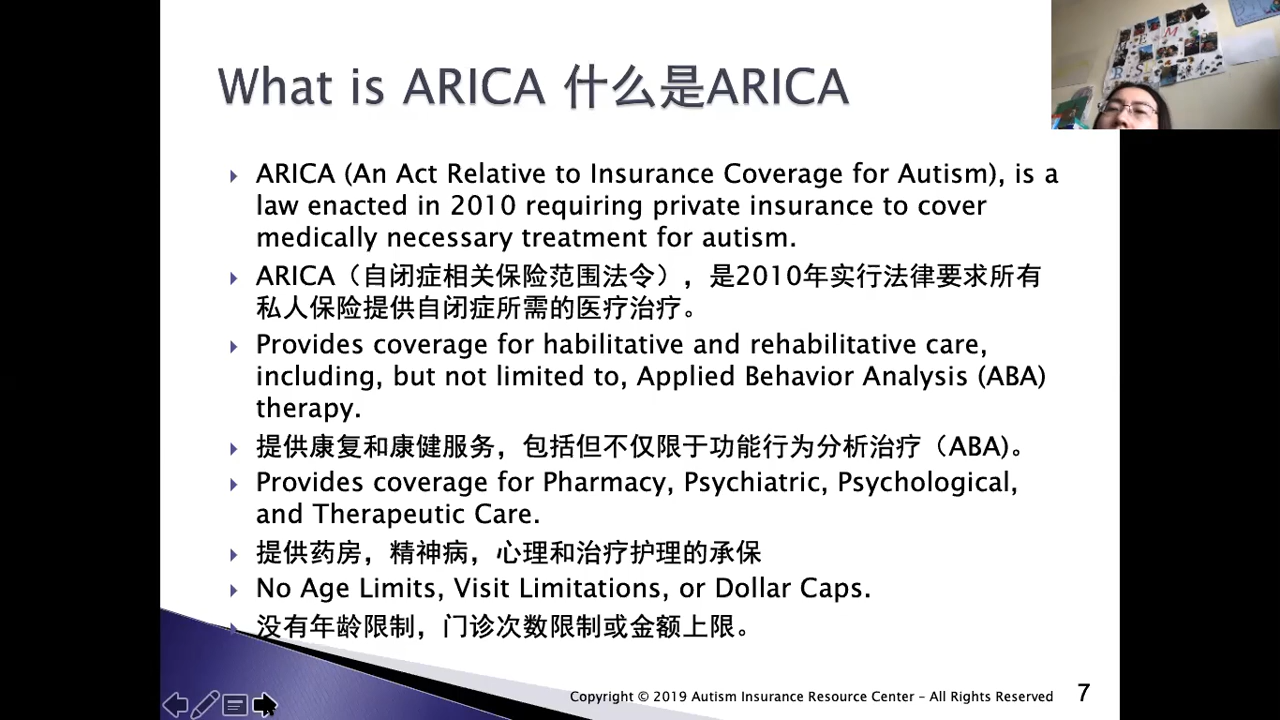 What is ARICA 什么是ARICA
ARICA (An Act Relative to Insurance Coverage for Autism), is a
law enacted in 2010 requiring private insurance to cover
medically necessary treatment for autism.
ARICA（自闭症相关保险范围法令），是2010年实行法律要求所有
私人保险提供自闭症所需的医疗治疗。
Provides coverage for habilitative and rehabilitative care,
including, but not limited to, Applied Behavior Analysis (ABA)
therapy.
提供康复和康健服务，包括但不仅限于功能行为分析治疗（ABA)。
Provides coverage for Pharmacy, Psychiatric, Psychological,
and Therapeutic Care.
提供药房，精神病，心理和治疗护理的承保
No Age Limits, Visit Limitations, or Dollar Caps.
没有年龄限制，门诊次数限制或金额上限。
Copyright © 2019 Autism Insurance Resource Center – All Rights Reserved
7